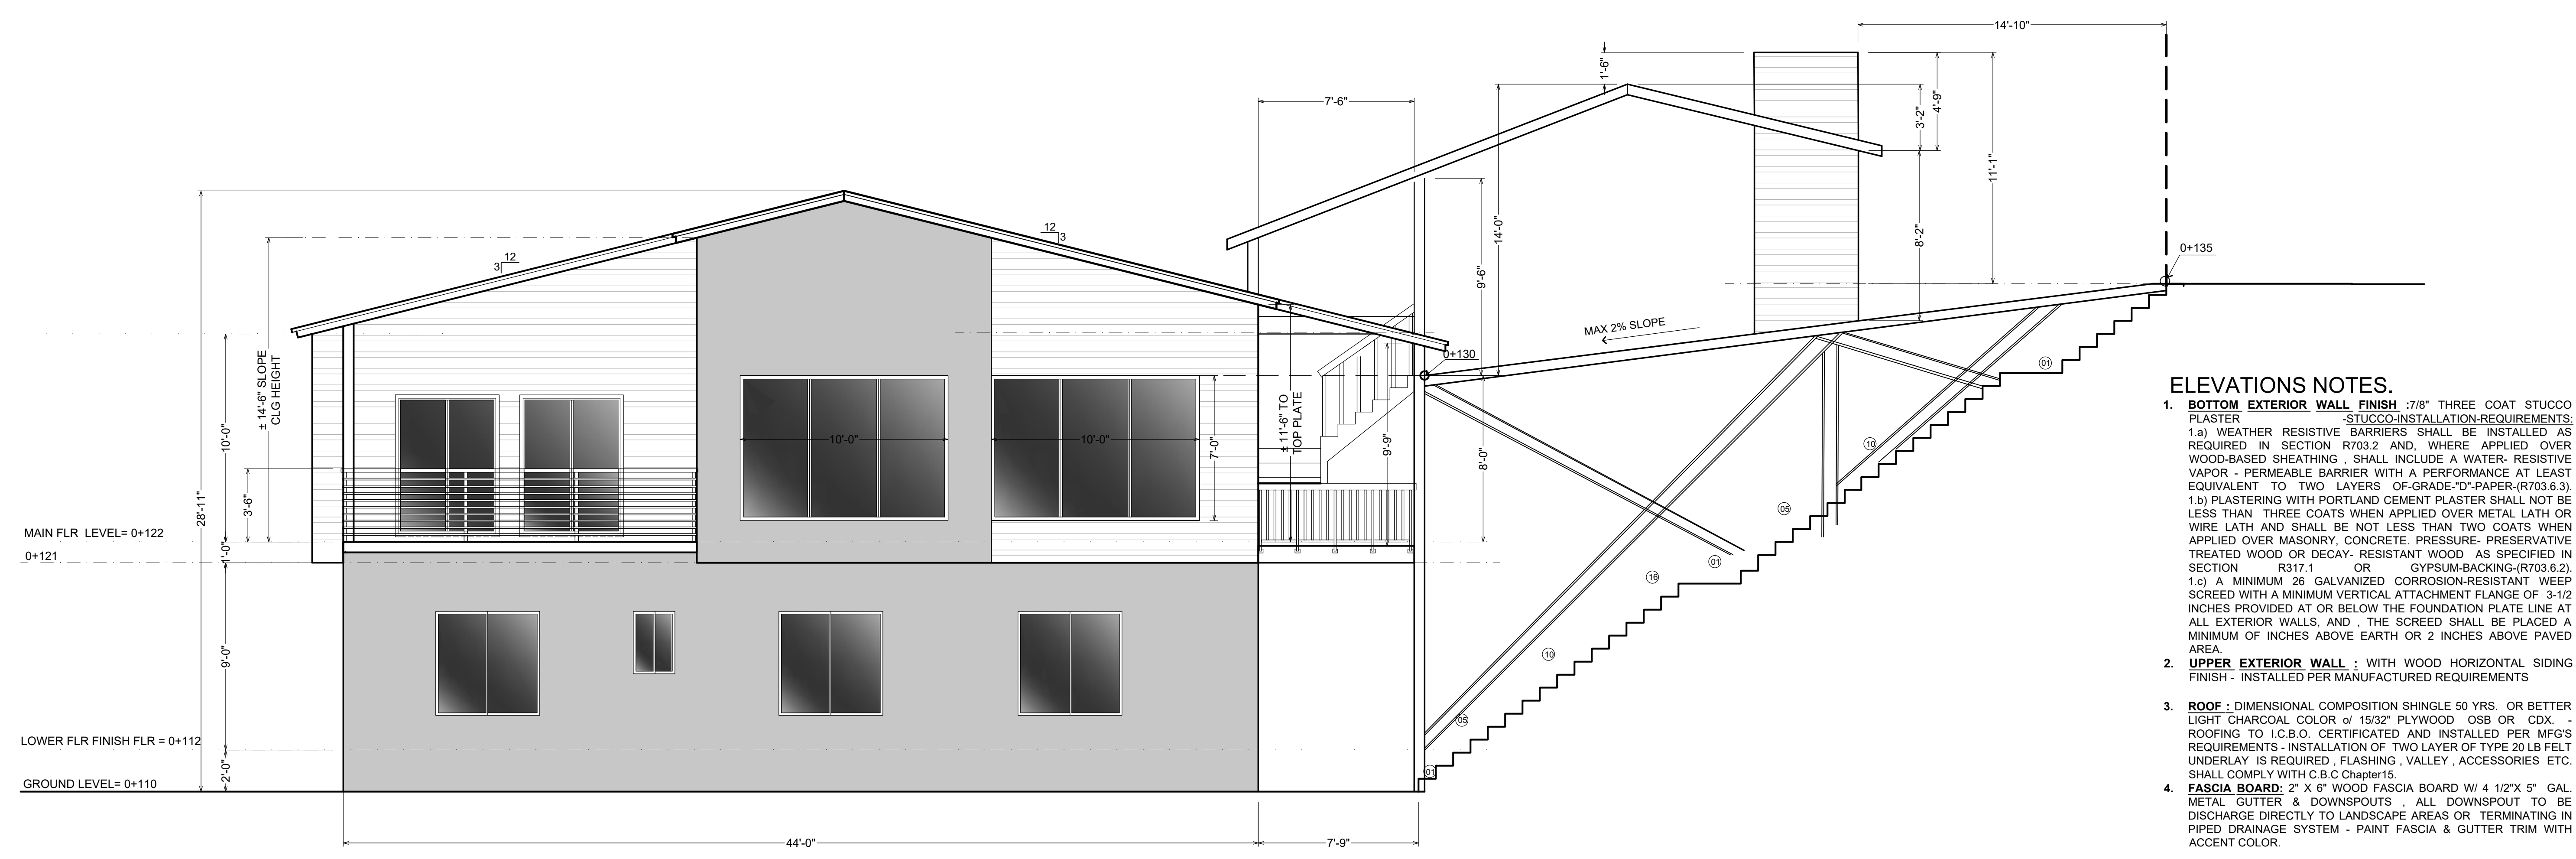 14'-10"
1'-6"
7'-6"
3'-2"
4'-9"
11'-1"
14'-0"
9'-6"
8'-2"
0+135
12
3
12
3
MAX 2% SLOPE
0+130
± 14'-6" SLOPE
CLG HEIGHT
10'-0"
28'-11"
3'-6"
10'-0"
10'-0"
7'-0"
± 11'-6" TO
TOP PLATE
9'-9"
8'-0"
01
10
05
01
16
10
05
01
MAIN FLR LEVEL= 0+122
0+121
1'-0"
9'-0"
LOWER FLR FINISH FLR = 0+112
2'-0"
GROUND LEVEL= 0+110
44'-0"
7'-9"
ELEVATIONS NOTES.
1. BOTTOM EXTERIOR WALL FINISH :7/8" THREE COAT STUCCO
PLASTER -STUCCO-INSTALLATION-REQUIREMENTS:
1.a) WEATHER RESISTIVE BARRIERS SHALL BE INSTALLED AS
REQUIRED IN SECTION R703.2 AND, WHERE APPLIED OVER
WOOD-BASED SHEATHING , SHALL INCLUDE A WATER- RESISTIVE
VAPOR - PERMEABLE BARRIER WITH A PERFORMANCE AT LEAST
EQUIVALENT TO TWO LAYERS OF-GRADE-"D"-PAPER-(R703.6.3).
1.b) PLASTERING WITH PORTLAND CEMENT PLASTER SHALL NOT BE
LESS THAN THREE COATS WHEN APPLIED OVER METAL LATH OR
WIRE LATH AND SHALL BE NOT LESS THAN TWO COATS WHEN
APPLIED OVER MASONRY, CONCRETE. PRESSURE- PRESERVATIVE
TREATED WOOD OR DECAY- RESISTANT WOOD AS SPECIFIED IN
SECTION R317.1 OR GYPSUM-BACKING-(R703.6.2).
1.c) A MINIMUM 26 GALVANIZED CORROSION-RESISTANT WEEP
SCREED WITH A MINIMUM VERTICAL ATTACHMENT FLANGE OF 3-1/2
INCHES PROVIDED AT OR BELOW THE FOUNDATION PLATE LINE AT
ALL EXTERIOR WALLS, AND , THE SCREED SHALL BE PLACED A
MINIMUM OF INCHES ABOVE EARTH OR 2 INCHES ABOVE PAVED
AREA.
2. UPPER EXTERIOR WALL : WITH WOOD HORIZONTAL SIDING
FINISH - INSTALLED PER MANUFACTURED REQUIREMENTS
3. ROOF : DIMENSIONAL COMPOSITION SHINGLE 50 YRS. OR BETTER
LIGHT CHARCOAL COLOR o/ 15/32" PLYWOOD OSB OR CDX. -
ROOFING TO I.C.B.O. CERTIFICATED AND INSTALLED PER MFG'S
REQUIREMENTS - INSTALLATION OF TWO LAYER OF TYPE 20 LB FELT
UNDERLAY IS REQUIRED , FLASHING , VALLEY , ACCESSORIES ETC.
SHALL COMPLY WITH C.B.C Chapter15.
4. FASCIA BOARD: 2" X 6" WOOD FASCIA BOARD W/ 4 1/2"X 5" GAL.
METAL GUTTER & DOWNSPOUTS , ALL DOWNSPOUT TO BE
DISCHARGE DIRECTLY TO LANDSCAPE AREAS OR TERMINATING IN
PIPED DRAINAGE SYSTEM - PAINT FASCIA & GUTTER TRIM WITH
ACCENT COLOR.